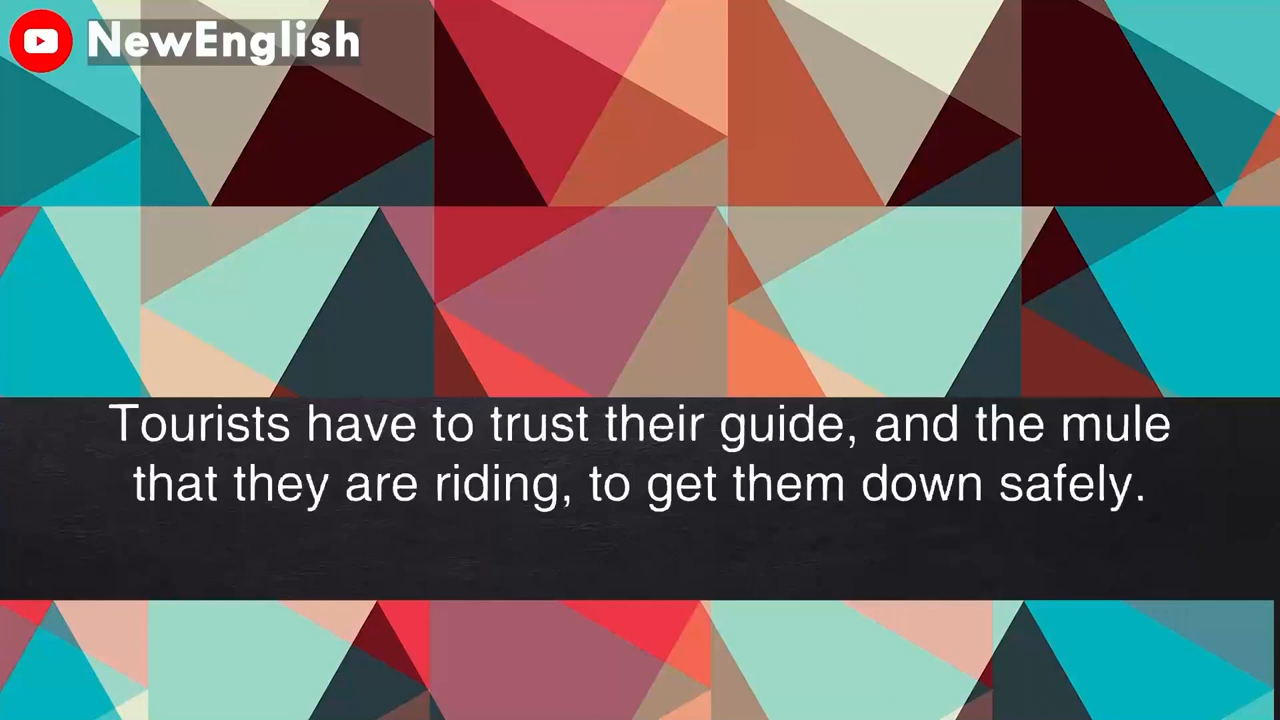 NewEnglish
Tourists have to trust their guide, and the mule
that they are riding, to get them down safely.